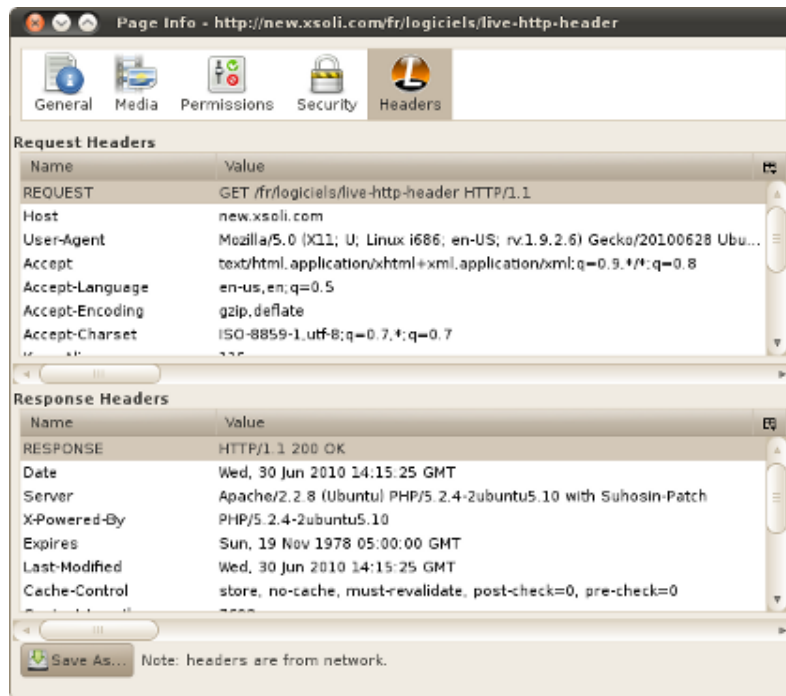 Page Info - http://new.xsoli.com/fr/logiciels/live-http-header
General Media Permissions Security Headers
Request Headers
Name Value
REQUEST GET /fr/logiciels/live-http-header HTTP/1.1
Host new.xsoli.com
User-Agent Mozilla/5.0 (X11; U; Linux i686; en-US; rv:1.9.2.6) Gecko/20100628 Ubu...
Accept text/html,application/xhtml+xml,application/xml;q=0.9,*/*;q=0.8
Accept-Language en-us,en;q=0.5
Accept-Encoding gzip,deflate
Accept-Charset ISO-8859-1,utf-8;q=0.7,*;q=0.7
Response Headers
Name Value
RESPONSE HTTP/1.1 200 OK
Date Wed, 30 Jun 2010 14:15:25 GMT
Server Apache/2.2.8 (Ubuntu) PHP/5.2.4-2ubuntu5.10 with Suhosin-Patch
X-Powered-By PHP/5.2.4-2ubuntu5.10
Expires Sun, 19 Nov 1978 05:00:00 GMT
Last-Modified Wed, 30 Jun 2010 14:15:25 GMT
Cache-Control store, no-cache, must-revalidate, post-check=0, pre-check=0
Save As... Note: headers are from network.